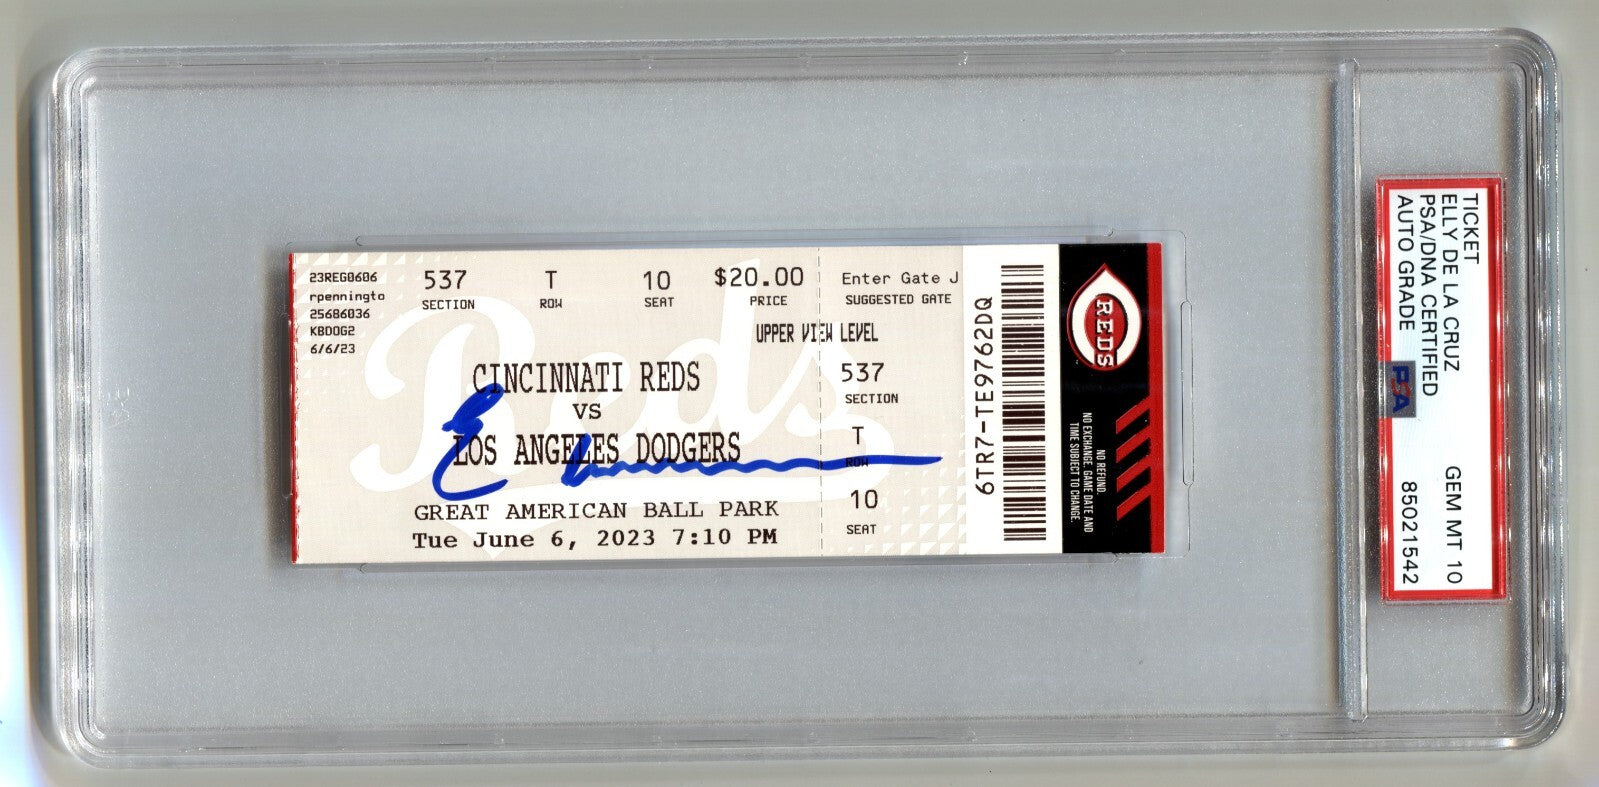 23REG0606
rpenningto
25686036
KBDOG2
6/6/23
537 T 10 $20.00 Enter Gate J
SECTION ROW SEAT PRICE SUGGESTED GATE
UPPER VIEW LEVEL
Reds
CINCINNATI REDS
VS
LOS ANGELES DODGERS
GREAT AMERICAN BALL PARK
Tue June 6, 2023 7:10 PM
537
SECTION
T
ROW
10
SEAT
6TR7-TE9762DQ
REDS
NO REFUND.
NO EXCHANGE. GAME DATE AND
TIME SUBJECT TO CHANGE.
TICKET
ELLY DE LA CRUZ
PSA/DNA CERTIFIED
AUTO GRADE
PSA
GEM MT 10
85021542